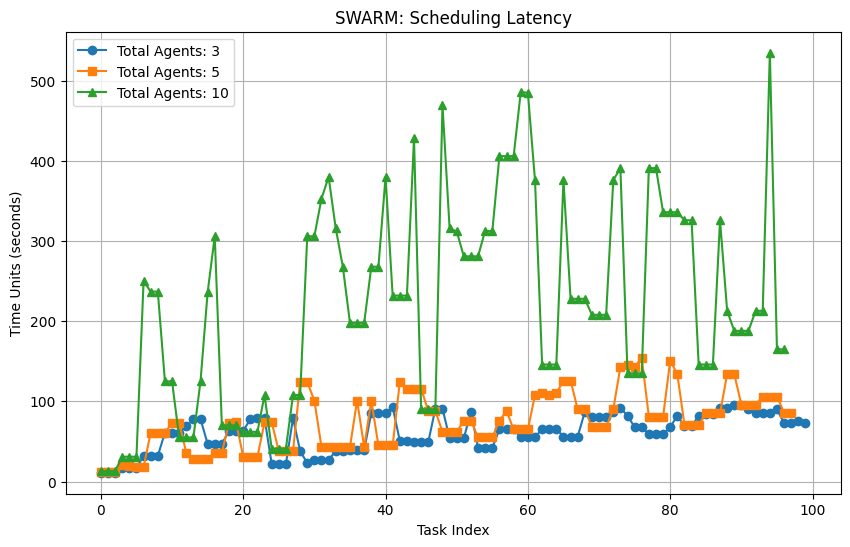 SWARM: Scheduling Latency
Total Agents: 3
Total Agents: 5
Total Agents: 10
Time Units (seconds)
500
400
300
200
100
0
0 20 40 60 80 100
Task Index